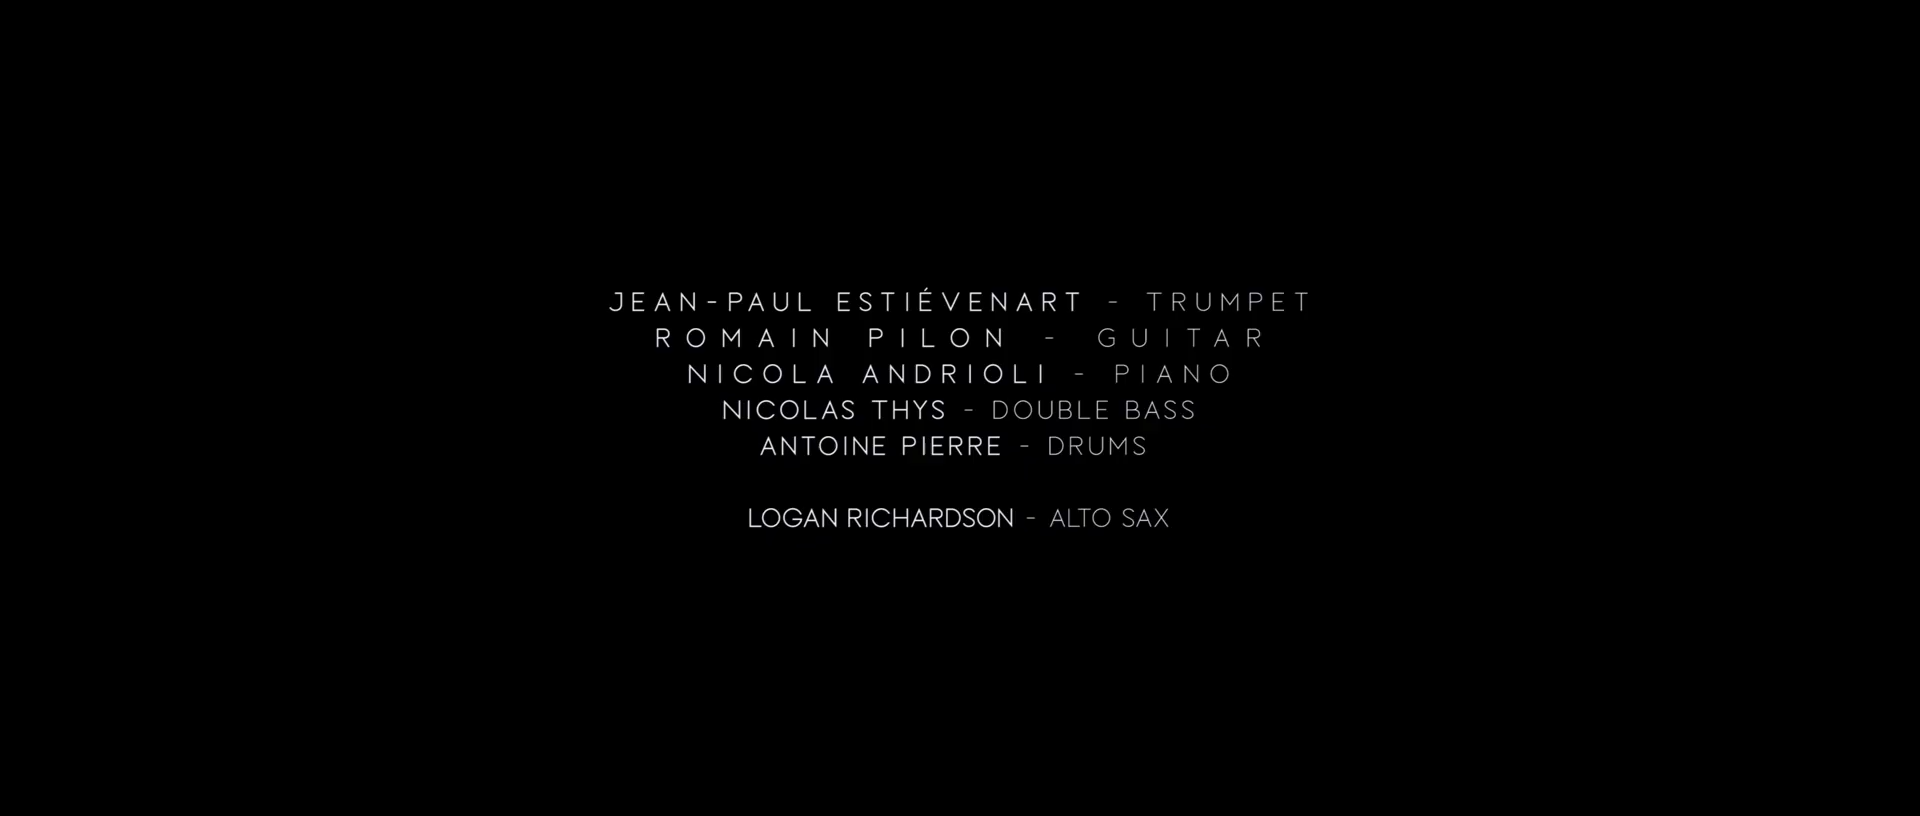 JEAN-PAUL ESTIÉVENART - TRUMPET
ROMAIN PILON - GUITAR
NICOLA ANDRIOLI - PIANO
NICOLAS THYS - DOUBLE BASS
ANTOINE PIERRE - DRUMS
LOGAN RICHARDSON - ALTO SAX